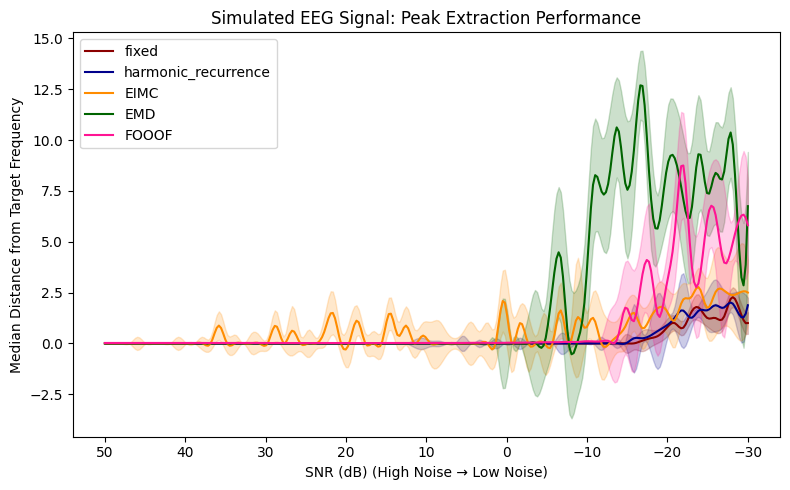 Simulated EEG Signal: Peak Extraction Performance
fixed
harmonic_recurrence
EIMC
EMD
FOOOF
Median Distance from Target Frequency
15.0
12.5
10.0
7.5
5.0
2.5
0.0
−2.5
50
40
30
20
10
0
−10
−20
−30
SNR (dB) (High Noise → Low Noise)